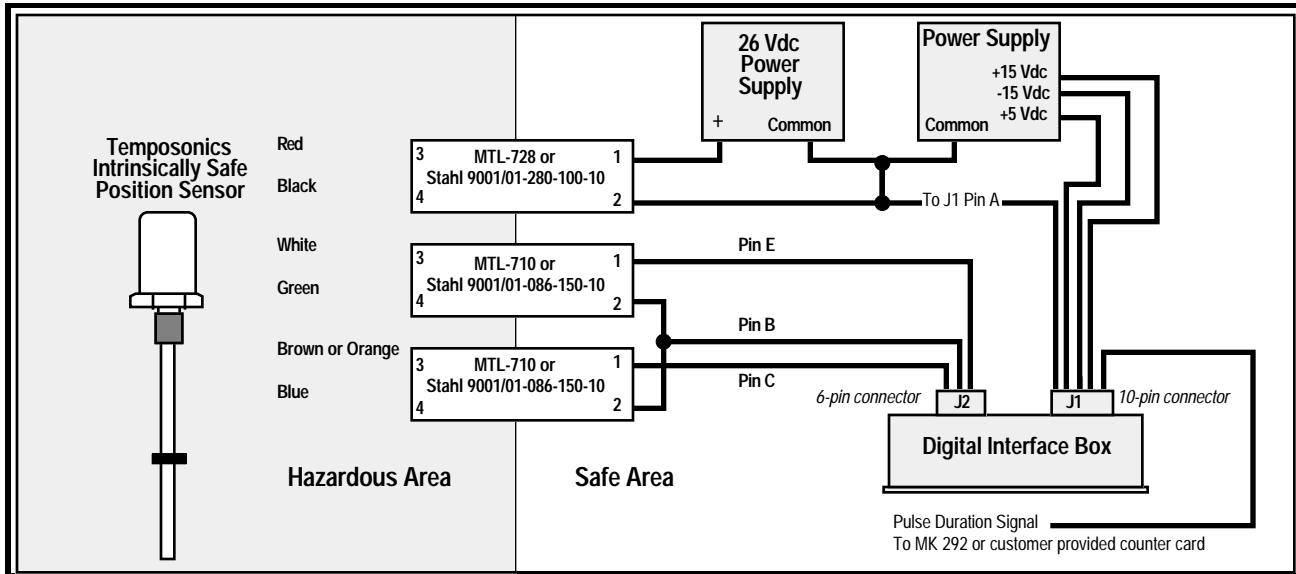 Temposonics
Intrinsically Safe
Position Sensor
Red
Black
White
Green
Brown or Orange
Blue
3
MTL-728 or
1
Stahl 9001/01-280-100-10
4
2
3
MTL-710 or
1
Stahl 9001/01-086-150-10
4
2
3
MTL-710 or
1
Stahl 9001/01-086-150-10
4
2
26 Vdc
Power
Supply
+
Common
Power Supply
+15 Vdc
-15 Vdc
+5 Vdc
Common
To J1 Pin A
Pin E
Pin B
Pin C
6-pin connector
J2
J1
10-pin connector
Digital Interface Box
Hazardous Area
Safe Area
Pulse Duration Signal
To MK 292 or customer provided counter card